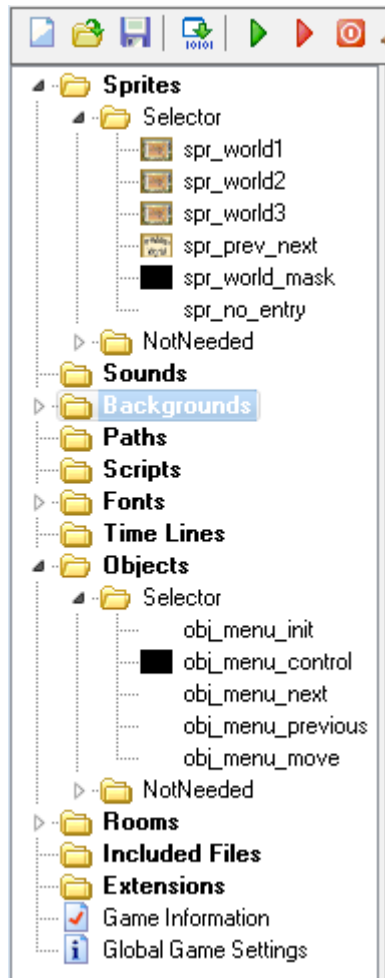 Sprites
Selector
spr_world1
spr_world2
spr_world3
spr_prev_next
spr_world_mask
spr_no_entry
NotNeeded
Sounds
Backgrounds
Paths
Scripts
Fonts
Time Lines
Objects
Selector
obj_menu_init
obj_menu_control
obj_menu_next
obj_menu_previous
obj_menu_move
NotNeeded
Rooms
Included Files
Extensions
Game Information
Global Game Settings